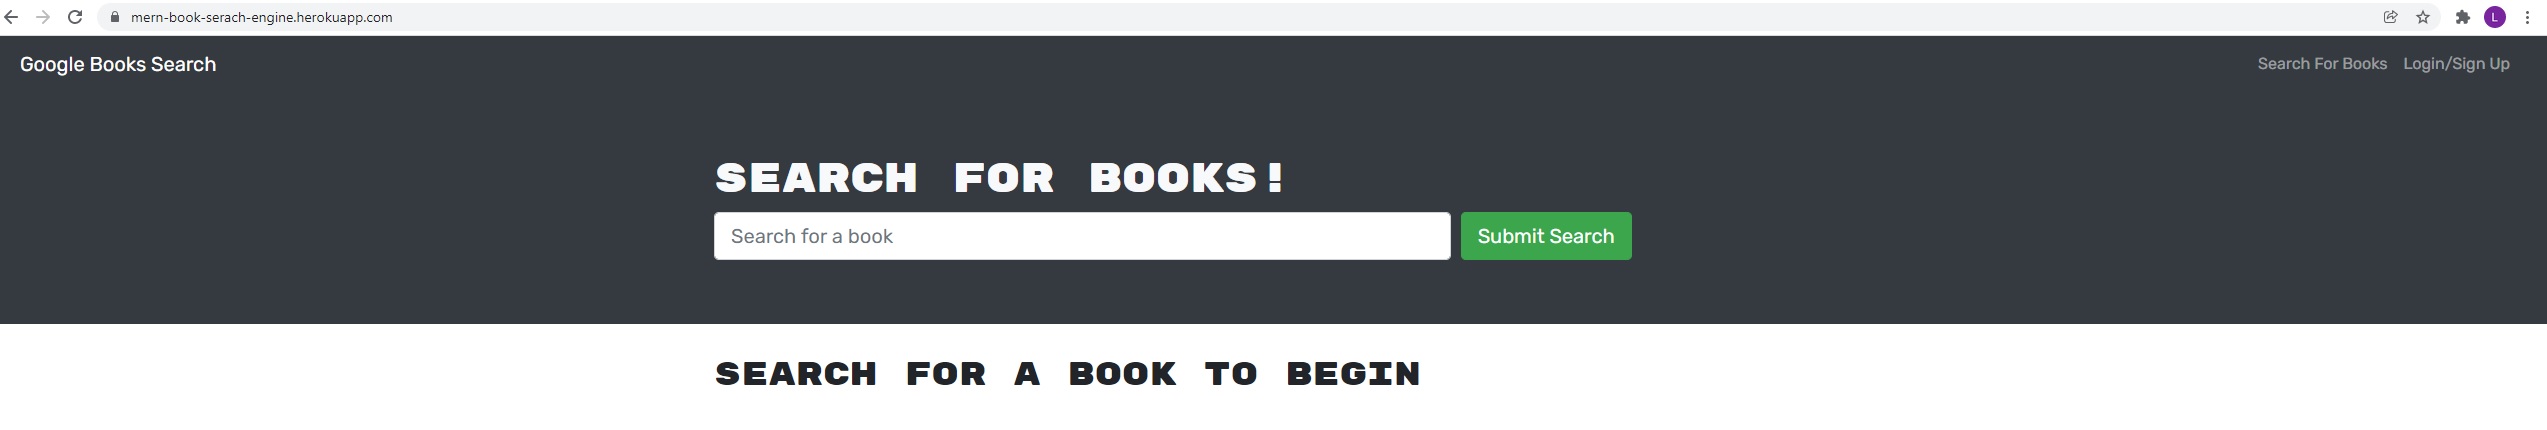 mern-book-serach-engine.herokuapp.com
L
Google Books Search
Search For Books
Login/Sign Up
SEARCH FOR BOOKS!
Search for a book
Submit Search
SEARCH FOR A BOOK TO BEGIN